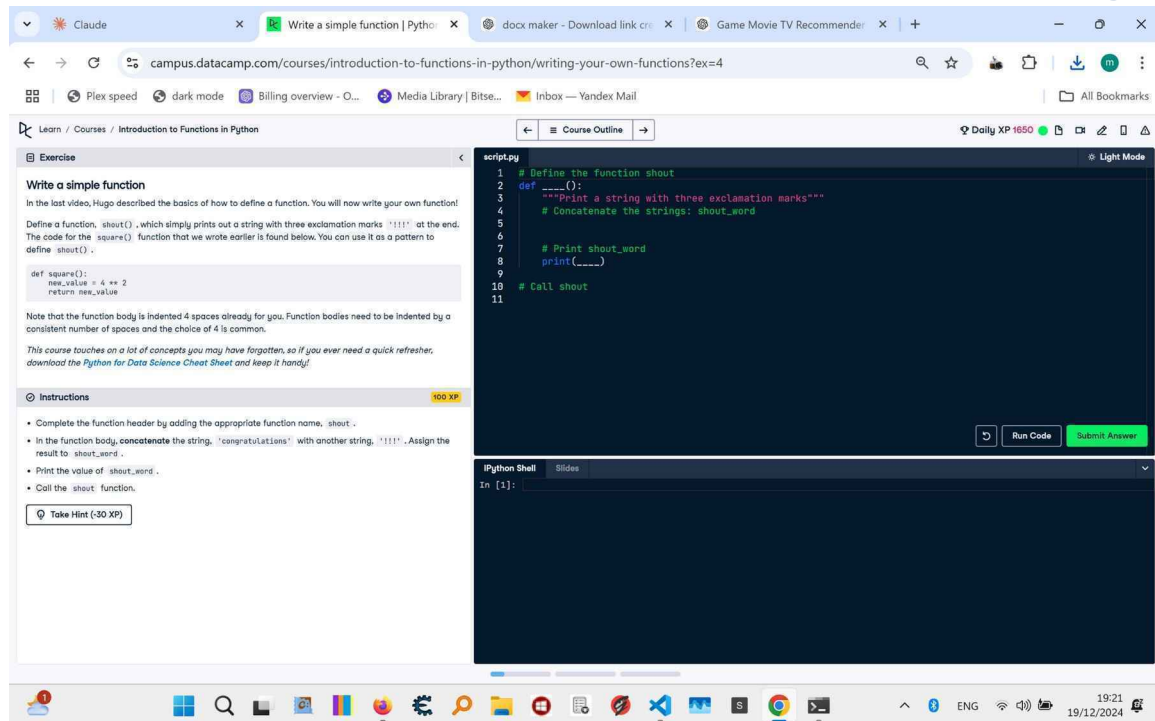 Claude
Write a simple function | Pytho
docx maker - Download link cre
Game Movie TV Recommender
campus.datacamp.com/courses/introduction-to-functions-in-python/writing-your-own-functions?ex=4
Plex speed
dark mode
Billing overview - O...
Media Library | Bitse...
Inbox — Yandex Mail
All Bookmarks
Learn / Courses / Introduction to Functions in Python
Course Outline
Daily XP 1650
Exercise
Write a simple function
In the last video, Hugo described the basics of how to define a function. You will now write your own function!
Define a function, shout(), which simply prints out a string with three exclamation marks '!!!' at the end.
The code for the square() function that we wrote earlier is found below. You can use it as a pattern to
define shout().
def square():
    new_value = 4 ** 2
    return new_value
Note that the function body is indented 4 spaces already for you. Function bodies need to be indented by a
consistent number of spaces and the choice of 4 is common.
This course touches on a lot of concepts you may have forgotten, so if you ever need a quick refresher,
download the Python for Data Science Cheat Sheet and keep it handy!
Instructions
100 XP
• Complete the function header by adding the appropriate function name, shout.
• In the function body, concatenate the string, 'congratulations' with another string, '!!!'. Assign the
result to shout_word.
• Print the value of shout_word.
• Call the shout function.
Take Hint (-30 XP)
script.py
Light Mode
1 # Define the function shout
2 def ____():
3     """Print a string with three exclamation marks"""
4     # Concatenate the strings: shout_word
5
6
7     # Print shout_word
8     print(____)
9
10 # Call shout
11
Run Code
Submit Answer
IPython Shell
Slides
In [1]:
1
S
ENG
19:21
19/12/2024